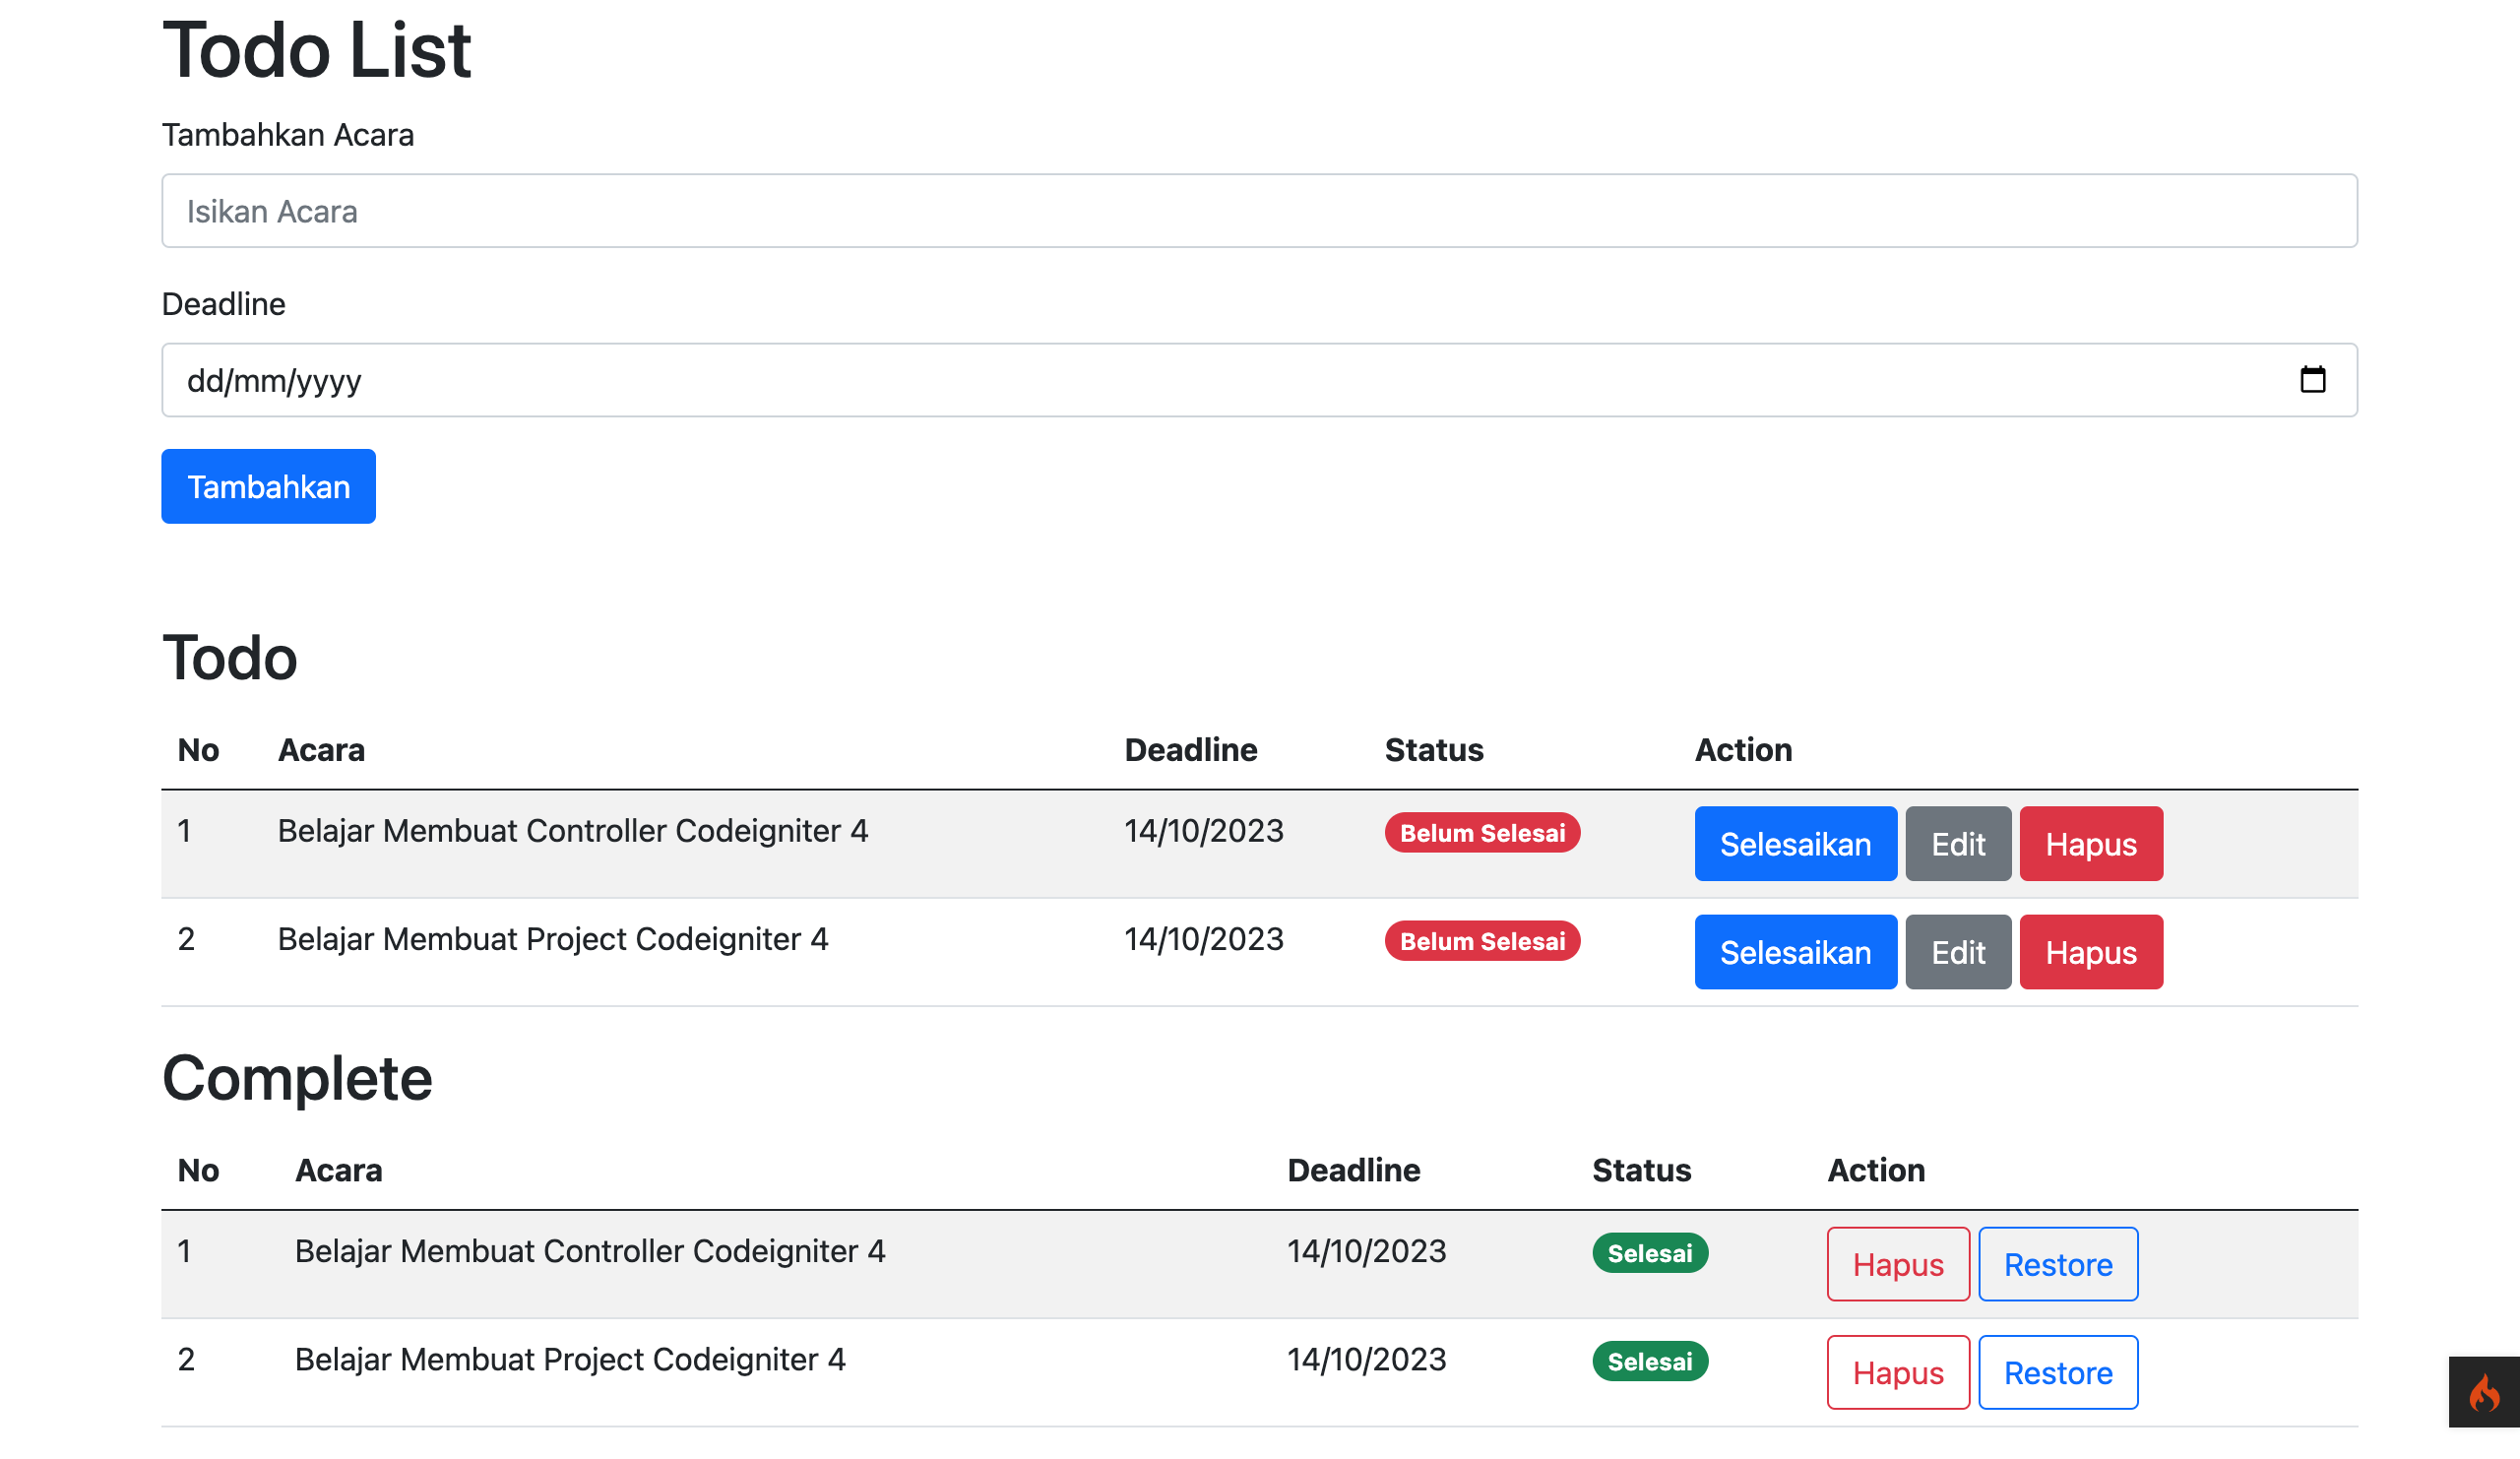 Todo List
Tambahkan Acara
Isikan Acara
Deadline
dd/mm/yyyy
Tambahkan
Todo
No Acara Deadline Status Action
1 Belajar Membuat Controller Codeigniter 4 14/10/2023 Belum Selesai Selesaikan Edit Hapus
2 Belajar Membuat Project Codeigniter 4 14/10/2023 Belum Selesai Selesaikan Edit Hapus
Complete
No Acara Deadline Status Action
1 Belajar Membuat Controller Codeigniter 4 14/10/2023 Selesai Hapus Restore
2 Belajar Membuat Project Codeigniter 4 14/10/2023 Selesai Hapus Restore